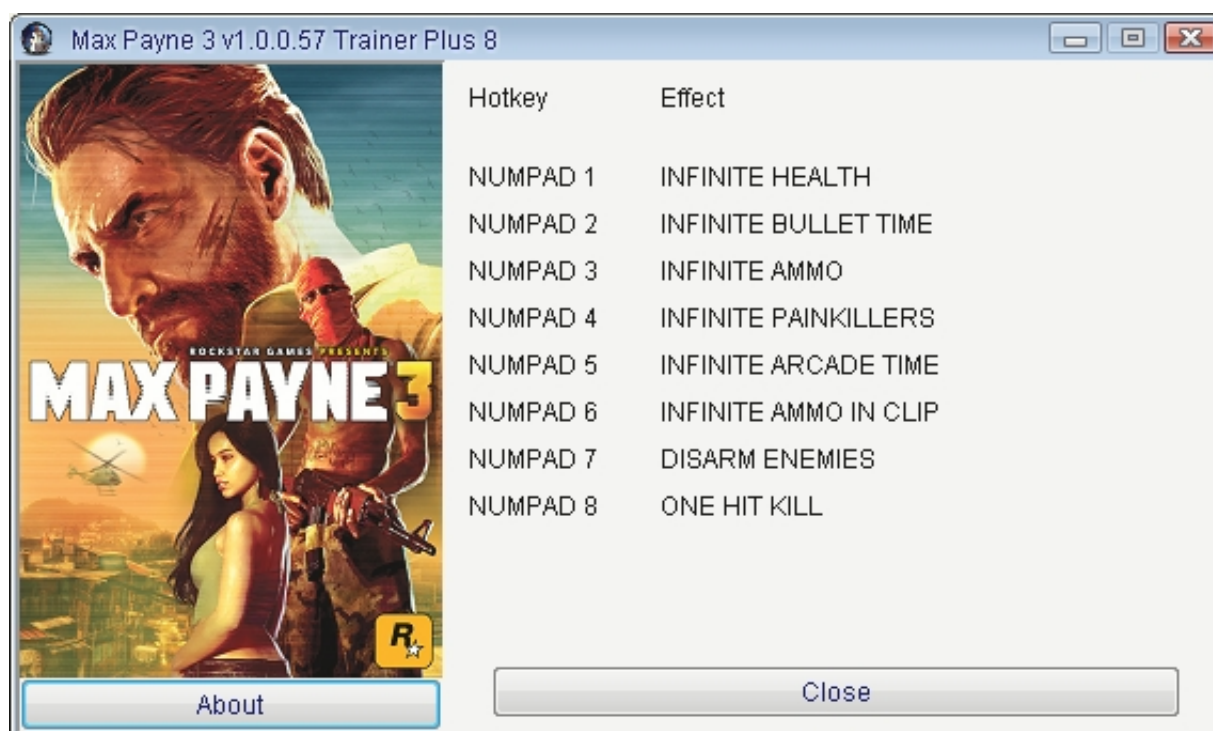 Max Payne 3 v1.0.0.57 Trainer Plus 8
Hotkey Effect
NUMPAD 1 INFINITE HEALTH
NUMPAD 2 INFINITE BULLET TIME
NUMPAD 3 INFINITE AMMO
NUMPAD 4 INFINITE PAINKILLERS
NUMPAD 5 INFINITE ARCADE TIME
NUMPAD 6 INFINITE AMMO IN CLIP
NUMPAD 7 DISARM ENEMIES
NUMPAD 8 ONE HIT KILL
ROCKSTAR GAMES PRESENTS
MAX PAYNE 3
R
About
Close